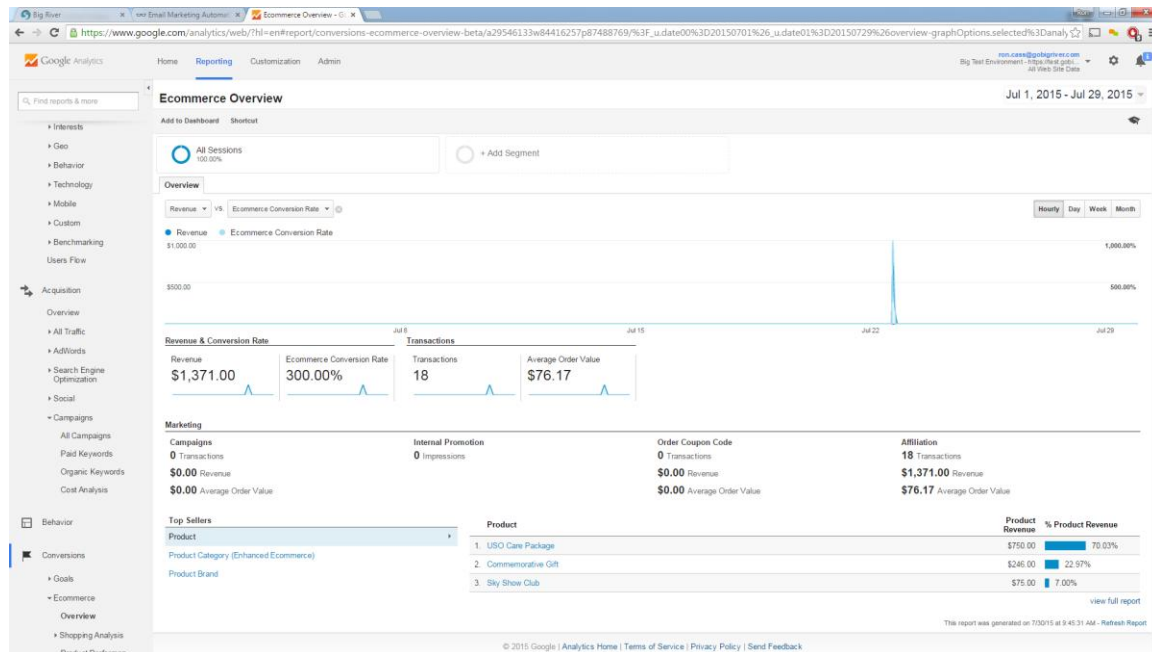 Big River
Email Marketing Automat
Ecommerce Overview - G
https://www.google.com/analytics/web/?hl=en#report/conversions-ecommerce-overview-beta/a29546133w84416257p87488769/%3F_u.date00%3D20150701%26_u.date01%3D20150729%26overview-graphOptions.selected%3Danaly
Google Analytics
Home Reporting Customization Admin
ron.cass@gobigriver.com
Big Test Environment - https://test.gobi...
All Web Site Data
Find reports & more
Interests
Geo
Behavior
Technology
Mobile
Custom
Benchmarking
Users Flow
Acquisition
Overview
All Traffic
AdWords
Search Engine
Optimization
Social
Campaigns
All Campaigns
Paid Keywords
Organic Keywords
Cost Analysis
Behavior
Conversions
Goals
Ecommerce
Overview
Shopping Analysis
Ecommerce Overview
Jul 1, 2015 - Jul 29, 2015
Add to Dashboard Shortcut
All Sessions
100.00%
+ Add Segment
Overview
Revenue VS. Ecommerce Conversion Rate
Hourly Day Week Month
Revenue Ecommerce Conversion Rate
$1,000.00 1,000.00%
$500.00 500.00%
Jul 8 Jul 15 Jul 22 Jul 29
Revenue & Conversion Rate
Revenue
$1,371.00
Ecommerce Conversion Rate
300.00%
Transactions
Transactions
18
Average Order Value
$76.17
Marketing
Campaigns
0 Transactions
$0.00 Revenue
$0.00 Average Order Value
Internal Promotion
0 Impressions
Order Coupon Code
0 Transactions
$0.00 Revenue
$0.00 Average Order Value
Affiliation
18 Transactions
$1,371.00 Revenue
$76.17 Average Order Value
Top Sellers
Product
Product Category (Enhanced Ecommerce)
Product Brand
Product Product Revenue % Product Revenue
1. USO Care Package $750.00 70.03%
2. Commemorative Gift $246.00 22.97%
3. Sky Show Club $75.00 7.00%
view full report
This report was generated on 7/30/15 at 9:45:31 AM - Refresh Report
© 2015 Google | Analytics Home | Terms of Service | Privacy Policy | Send Feedback